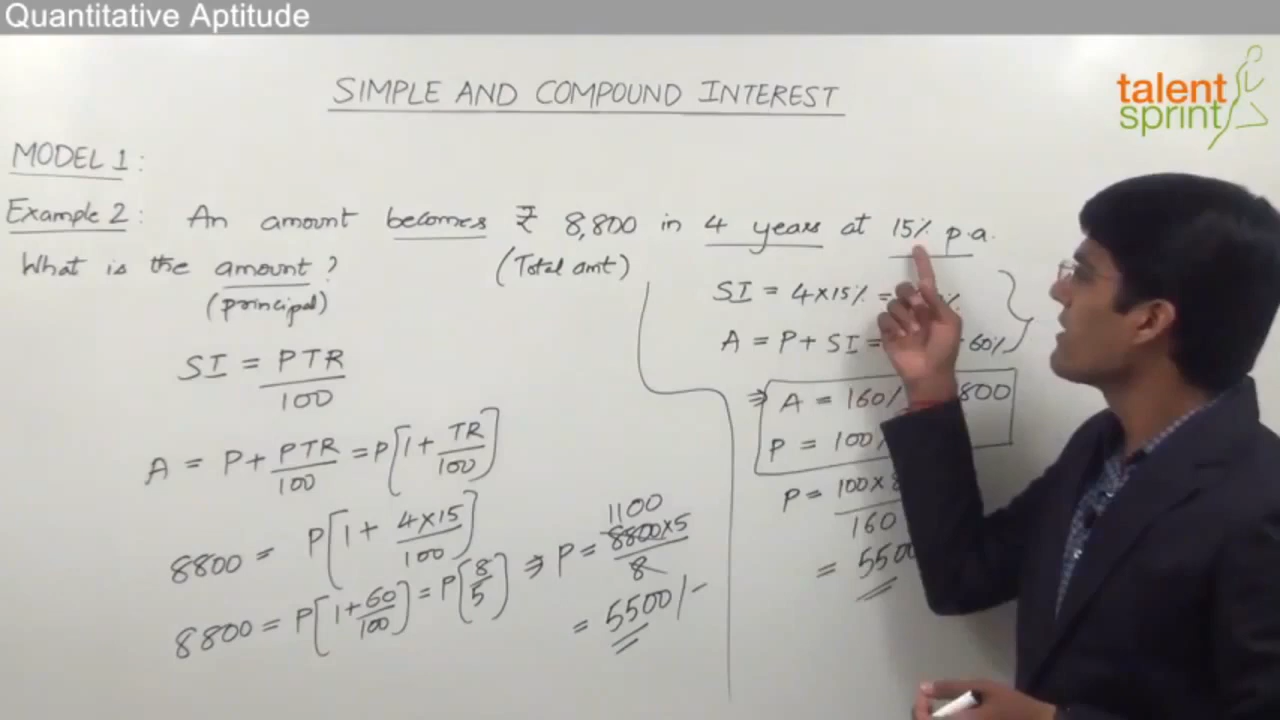 Quantitative Aptitude
talent
sprint
SIMPLE AND COMPOUND INTEREST
MODEL 1:
Example 2: An amount becomes ₹ 8,800 in 4 years at 15% p.a.
What is the amount? (Total amt)
(principal)
SI = PTR
100
A = P + PTR/100 = P[1 + TR/100]
8800 = P[1 + 4×15/100]
8800 = P[1+60/100] = P[8/5] ⇒ P = 8800×5/8
1100
= 5500/-
SI = 4×15% = %
A = P + SI = 60%
⇒ A = 160 800
P = 100
P = 100×
160
= 5500